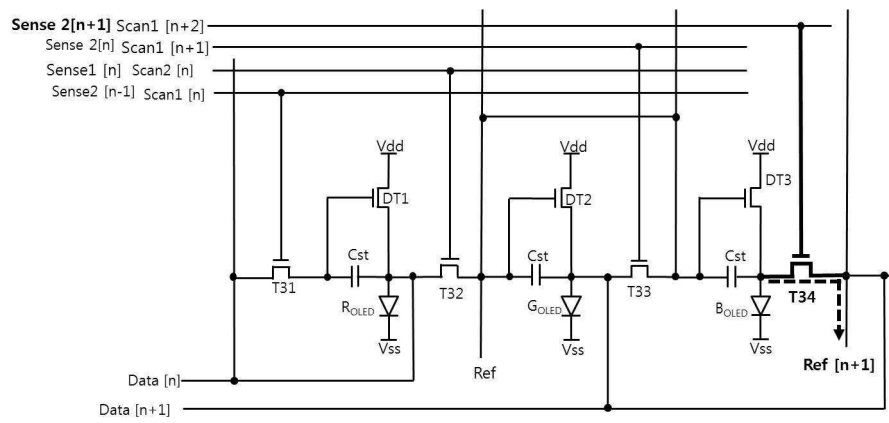 Sense 2[n+1] Scan1 [n+2]
Sense 2[n] Scan1 [n+1]
Sense1 [n] Scan2 [n]
Sense2 [n-1] Scan1 [n]
Vdd
Vdd
Vdd
DT1
DT2
DT3
Cst
Cst
Cst
T31
T32
T33
T34
ROLED
GOLED
BOLED
Vss
Vss
Vss
Ref
Ref [n+1]
Data [n]
Data [n+1]